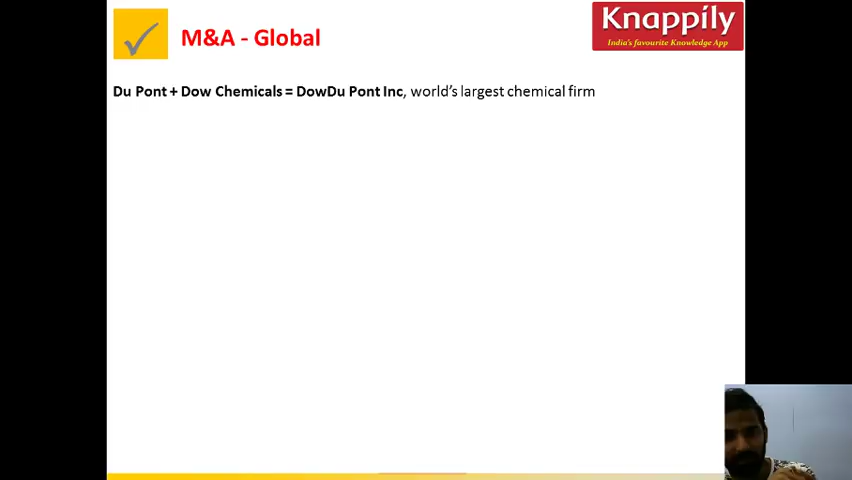 M&A - Global
Knappily
India's favourite Knowledge App
Du Pont + Dow Chemicals = DowDu Pont Inc, world's largest chemical firm